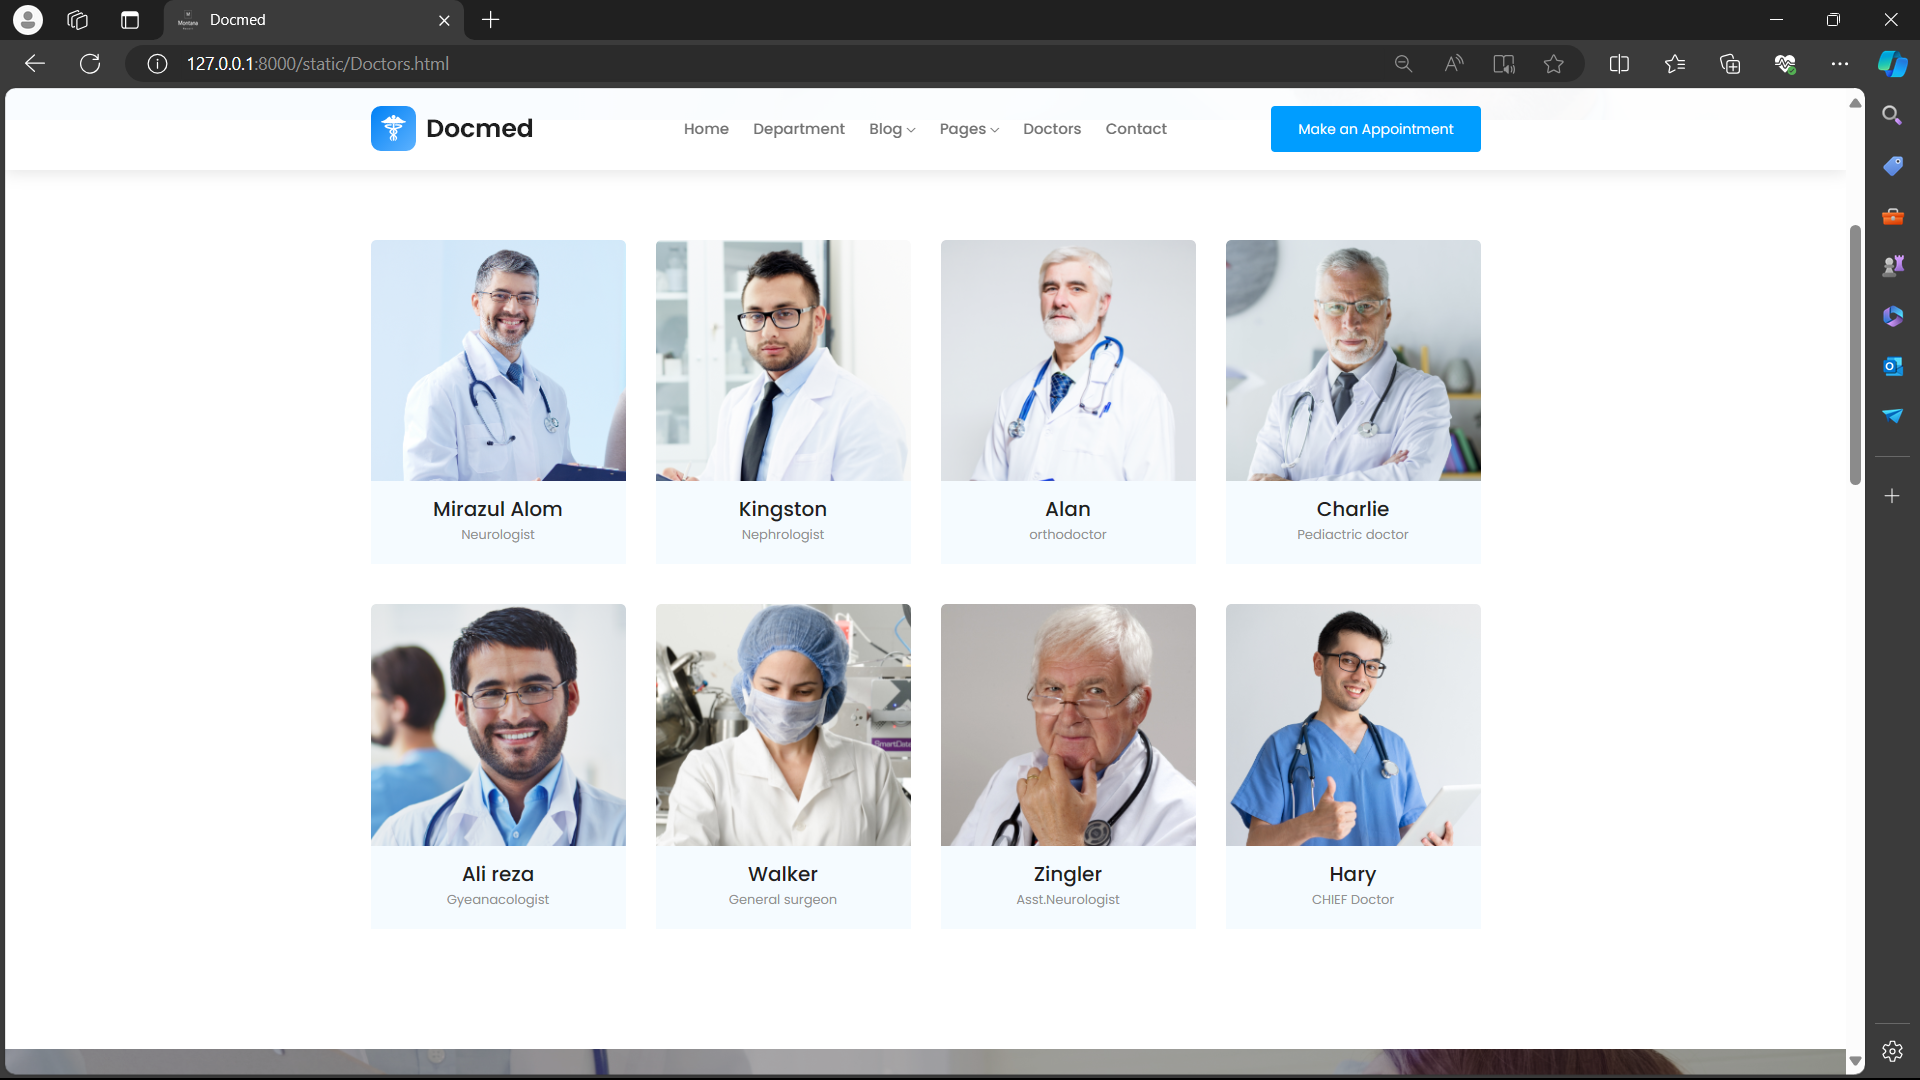 Docmed
127.0.0.1:8000/static/Doctors.html
Docmed
Home Department Blog Pages Doctors Contact
Make an Appointment
Mirazul Alom
Neurologist
Kingston
Nephrologist
Alan
orthodoctor
Charlie
Pediactric doctor
Ali reza
Gyeanacologist
Walker
General surgeon
Zingler
Asst.Neurologist
Hary
CHIEF Doctor